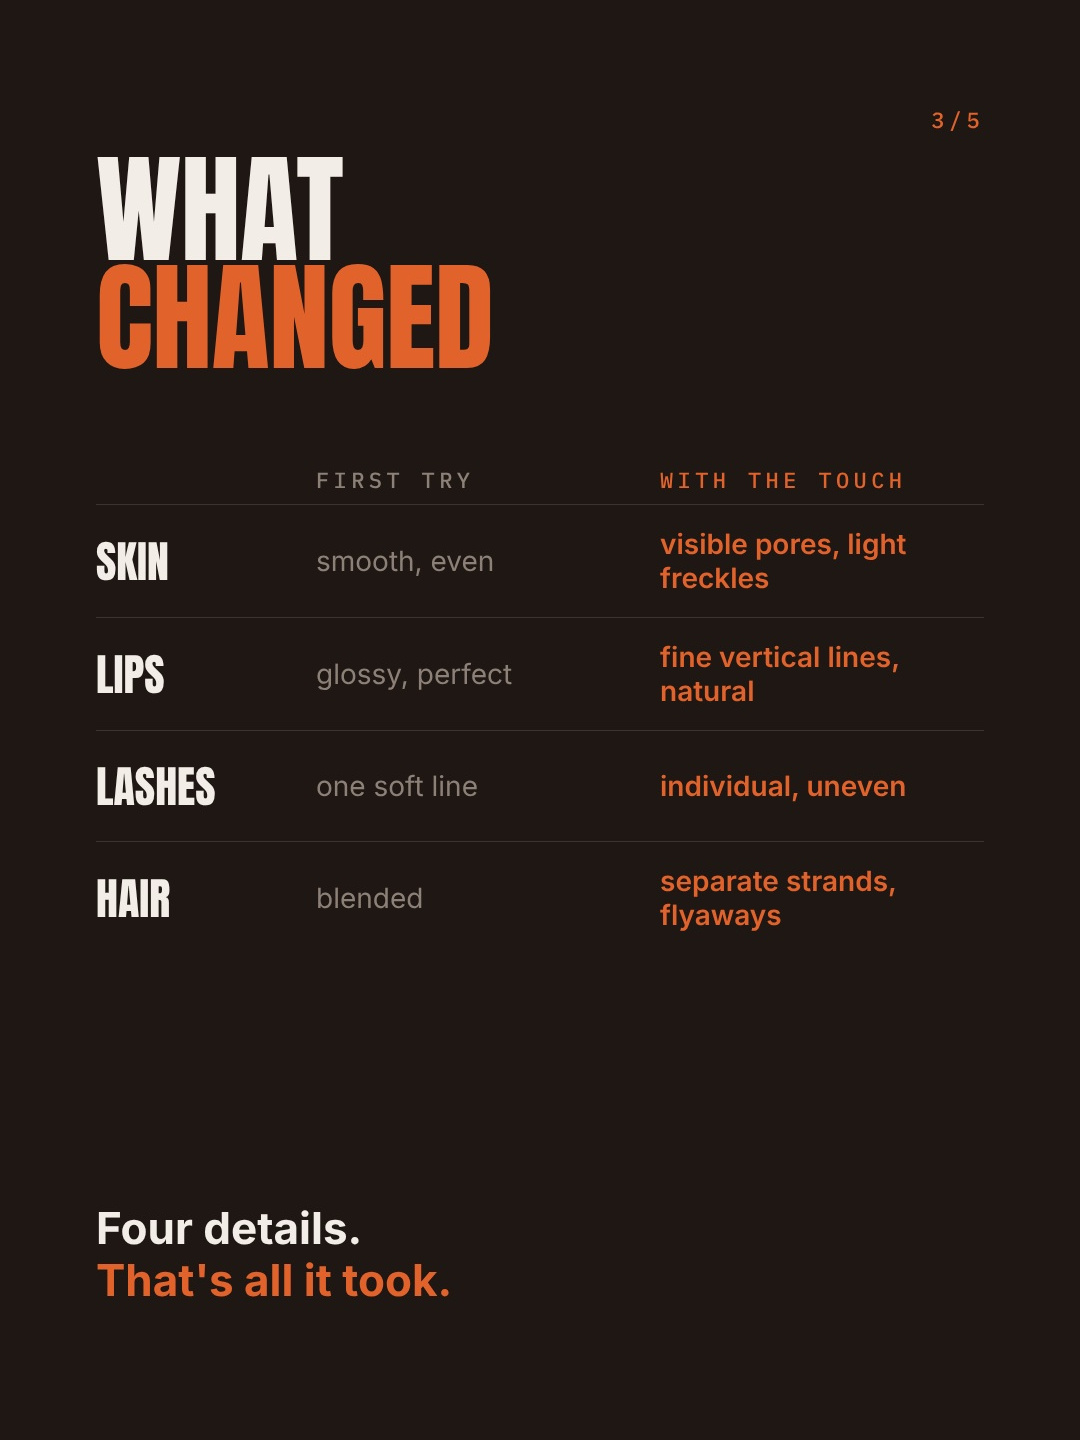 3/5
WHAT
CHANGED
FIRST TRY WITH THE TOUCH
SKIN smooth, even visible pores, light
freckles
LIPS glossy, perfect fine vertical lines,
natural
LASHES one soft line individual, uneven
HAIR blended separate strands,
flyaways
Four details.
That's all it took.